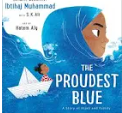 Ibtihaj Muhammad
with S. K. Ali
Hatem Aly
THE
PROUDEST
BLUE
A Story of Hijab and Family